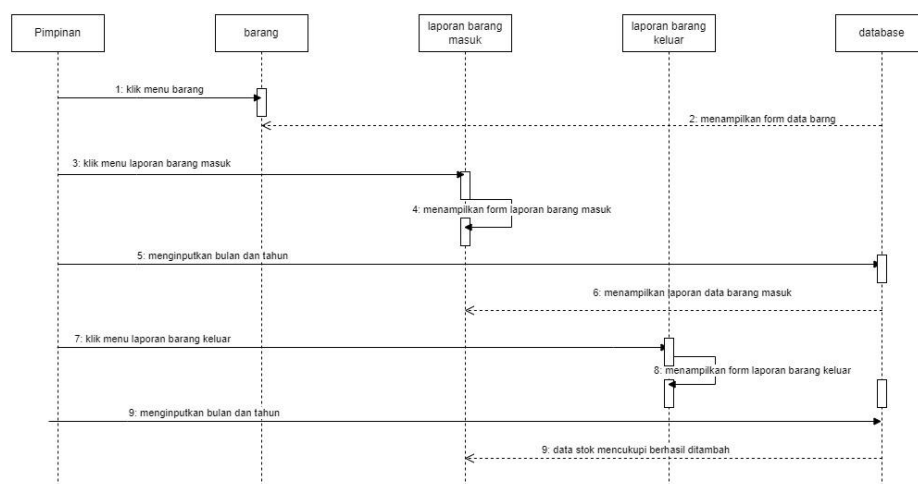 Pimpinan
barang
laporan barang
masuk
laporan barang
keluar
database
1: klik menu barang
2: menampilkan form data barng
3: klik menu laporan barang masuk
4: menampilkan form laporan barang masuk
5: menginputkan bulan dan tahun
6: menampilkan laporan data barang masuk
7: klik menu laporan barang keluar
8: menampilkan form laporan barang keluar
9: menginputkan bulan dan tahun
9: data stok mencukupi berhasil ditambah